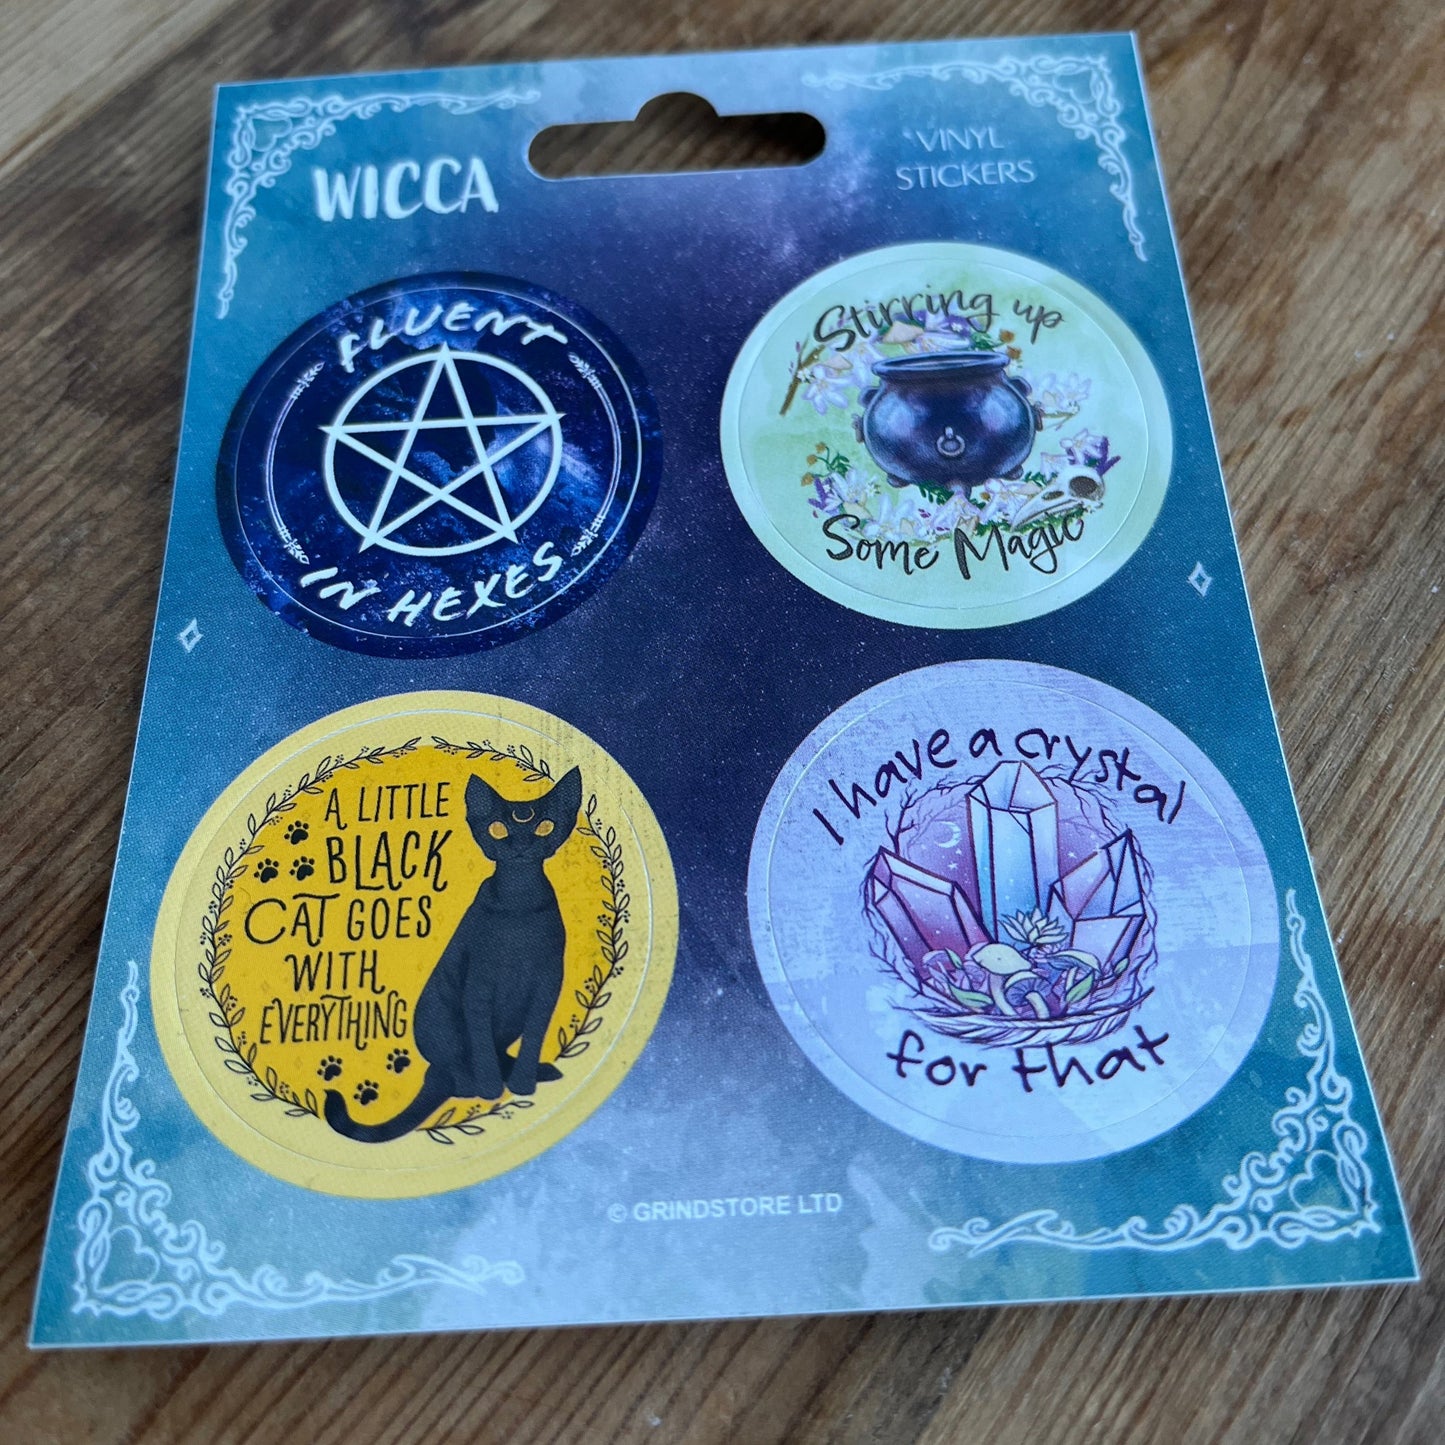 WICCA
VINYL
STICKERS
FLUENT
IN HEXES
Stirring up
Some Magic
A LITTLE
BLACK
CAT GOES
WITH
EVERYTHING
I have a crystal
for that
© GRINDSTORE LTD